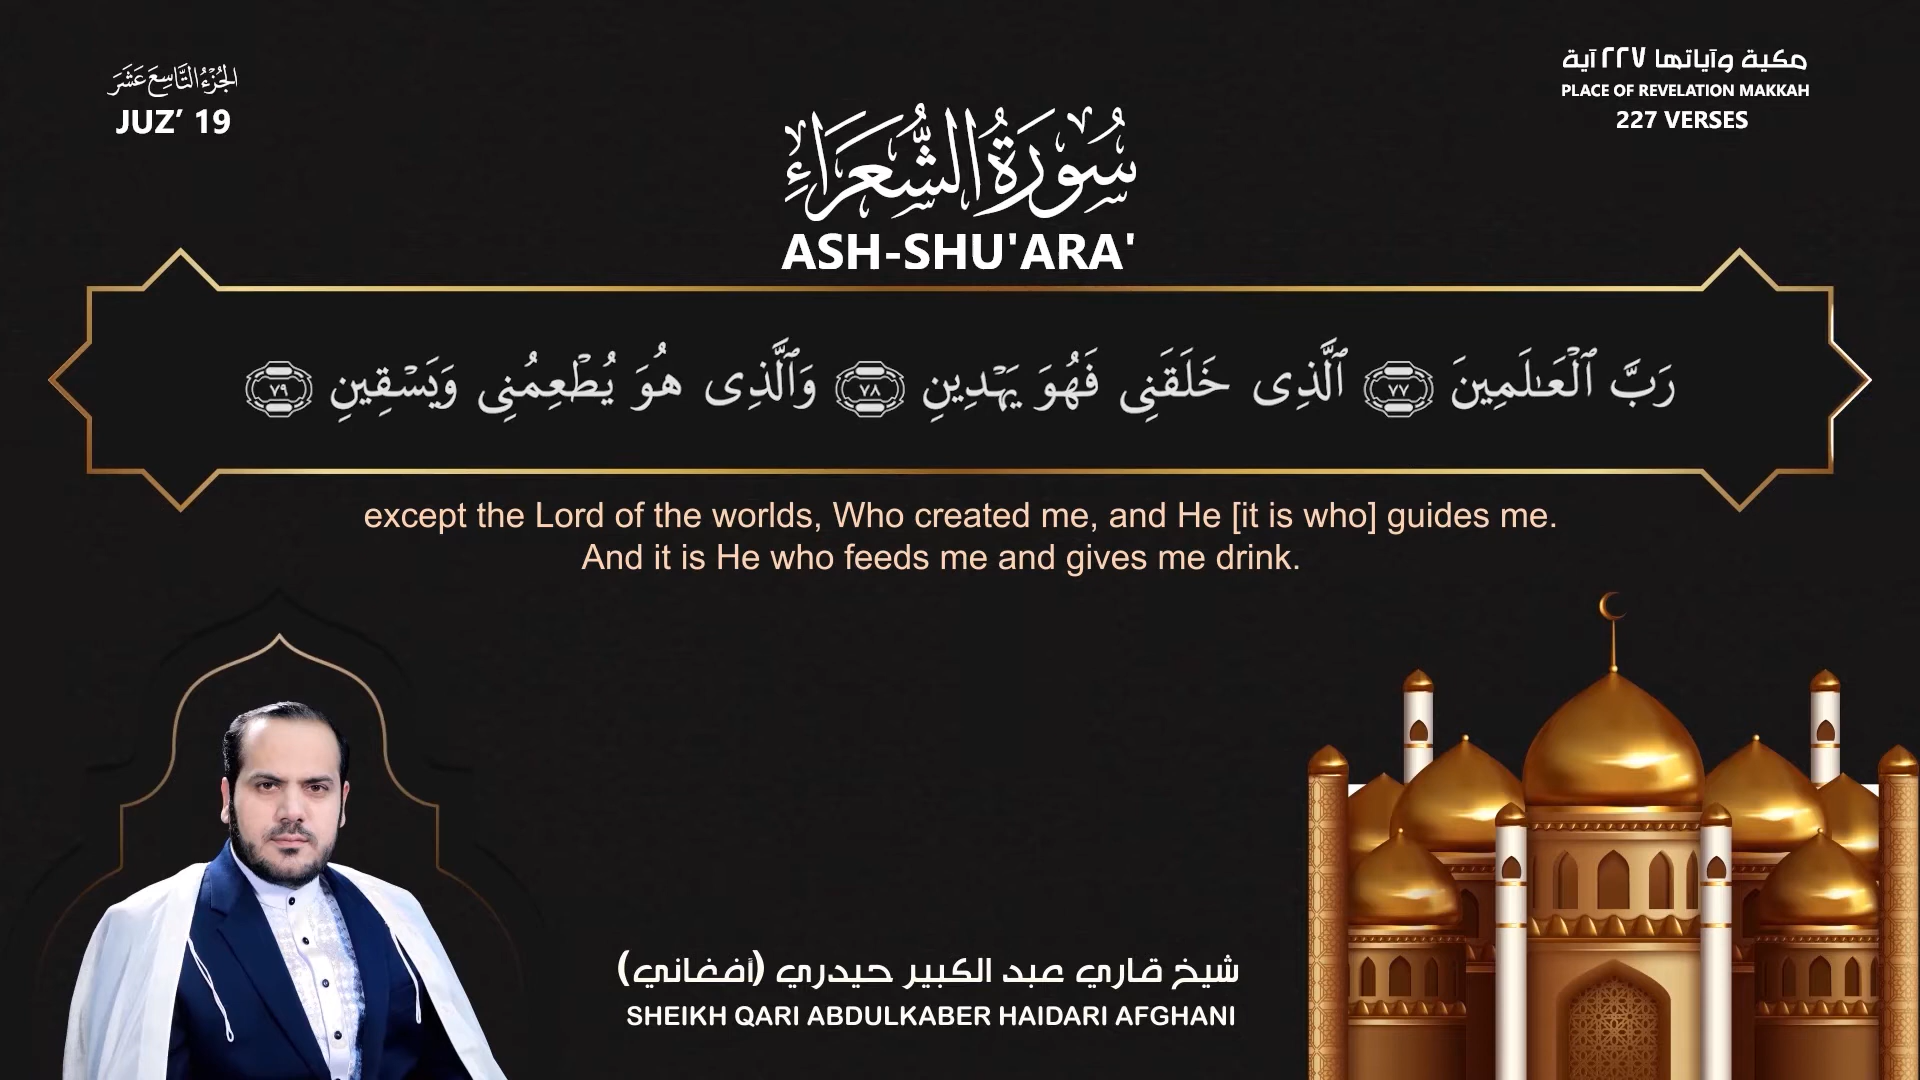 الجُزْءُ التَّاسِعَ عَشَرَ
JUZ’ 19
مكية وآياتها ٢٢٧ آية
PLACE OF REVELATION MAKKAH
227 VERSES
سُورَةُ الشُّعَرَاءِ
ASH-SHU'ARA'
رَبَّ ٱلْعَـٰلَمِينَ ٧٧ ٱلَّذِى خَلَقَنِى فَهُوَ يَهْدِينِ ٧٨ وَٱلَّذِى هُوَ يُطْعِمُنِى وَيَسْقِينِ ٧٩
except the Lord of the worlds, Who created me, and He [it is who] guides me.
And it is He who feeds me and gives me drink.
شيخ قاري عبد الكبير حيدري (أفغاني)
SHEIKH QARI ABDULKABER HAIDARI AFGHANI